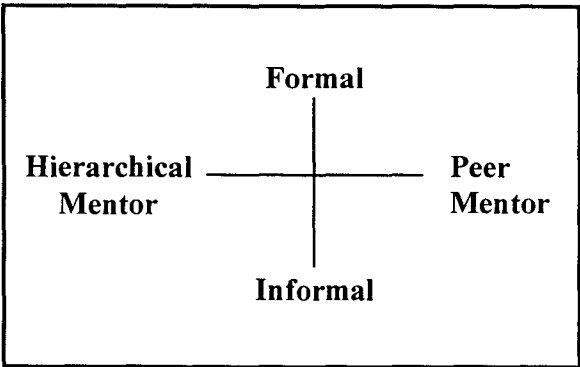 Formal
Hierarchical
Mentor
Peer
Mentor
Informal